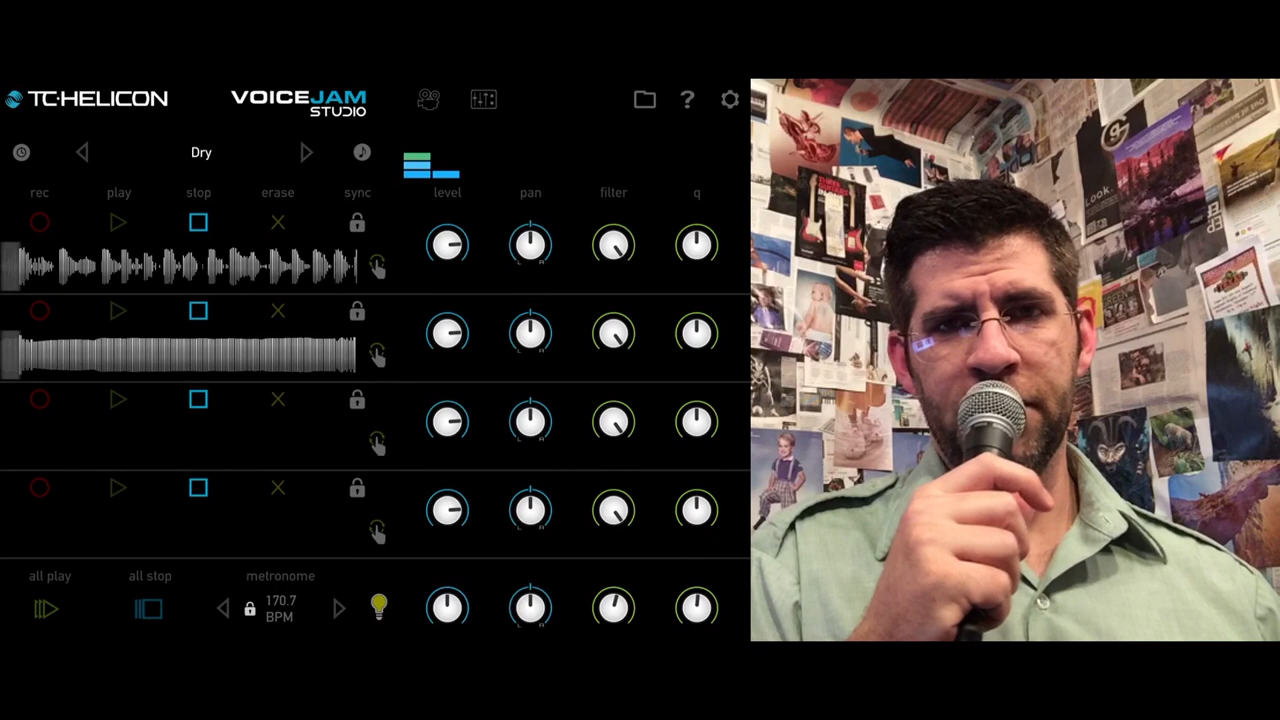 TC·HELICON
VOICEJAM
STUDIO
Dry
rec play stop erase sync level pan filter q
L R
L R
L R
L R
all play all stop metronome
170.7
BPM
L R
Look.